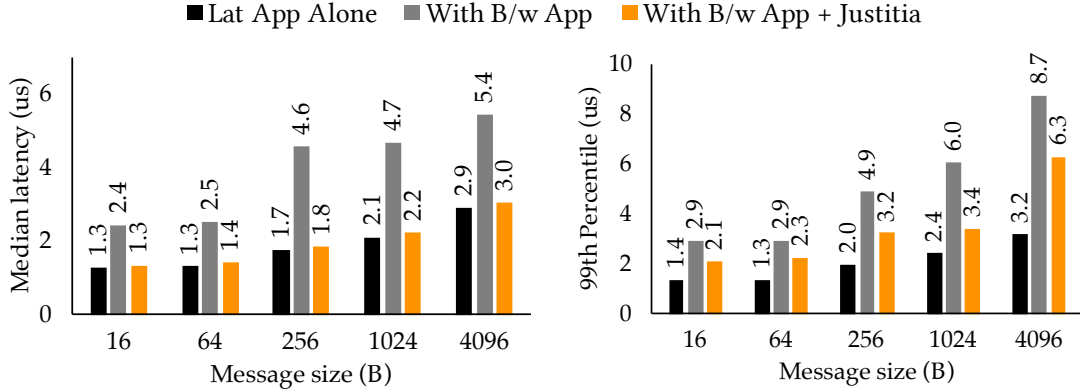 Lat App Alone With B/w App With B/w App + Justitia
Median latency (us)
6
4
2
0
1.3 2.4 1.3
1.3 2.5 1.4
1.7 4.6 1.8
2.1 4.7 2.2
2.9 5.4 3.0
16 64 256 1024 4096
Message size (B)
99th Percentile (us)
10
8
6
4
2
0
1.4 2.9 2.1
1.3 2.9 2.3
2.0 4.9 3.2
2.4 6.0 3.4
3.2 8.7 6.3
16 64 256 1024 4096
Message size (B)